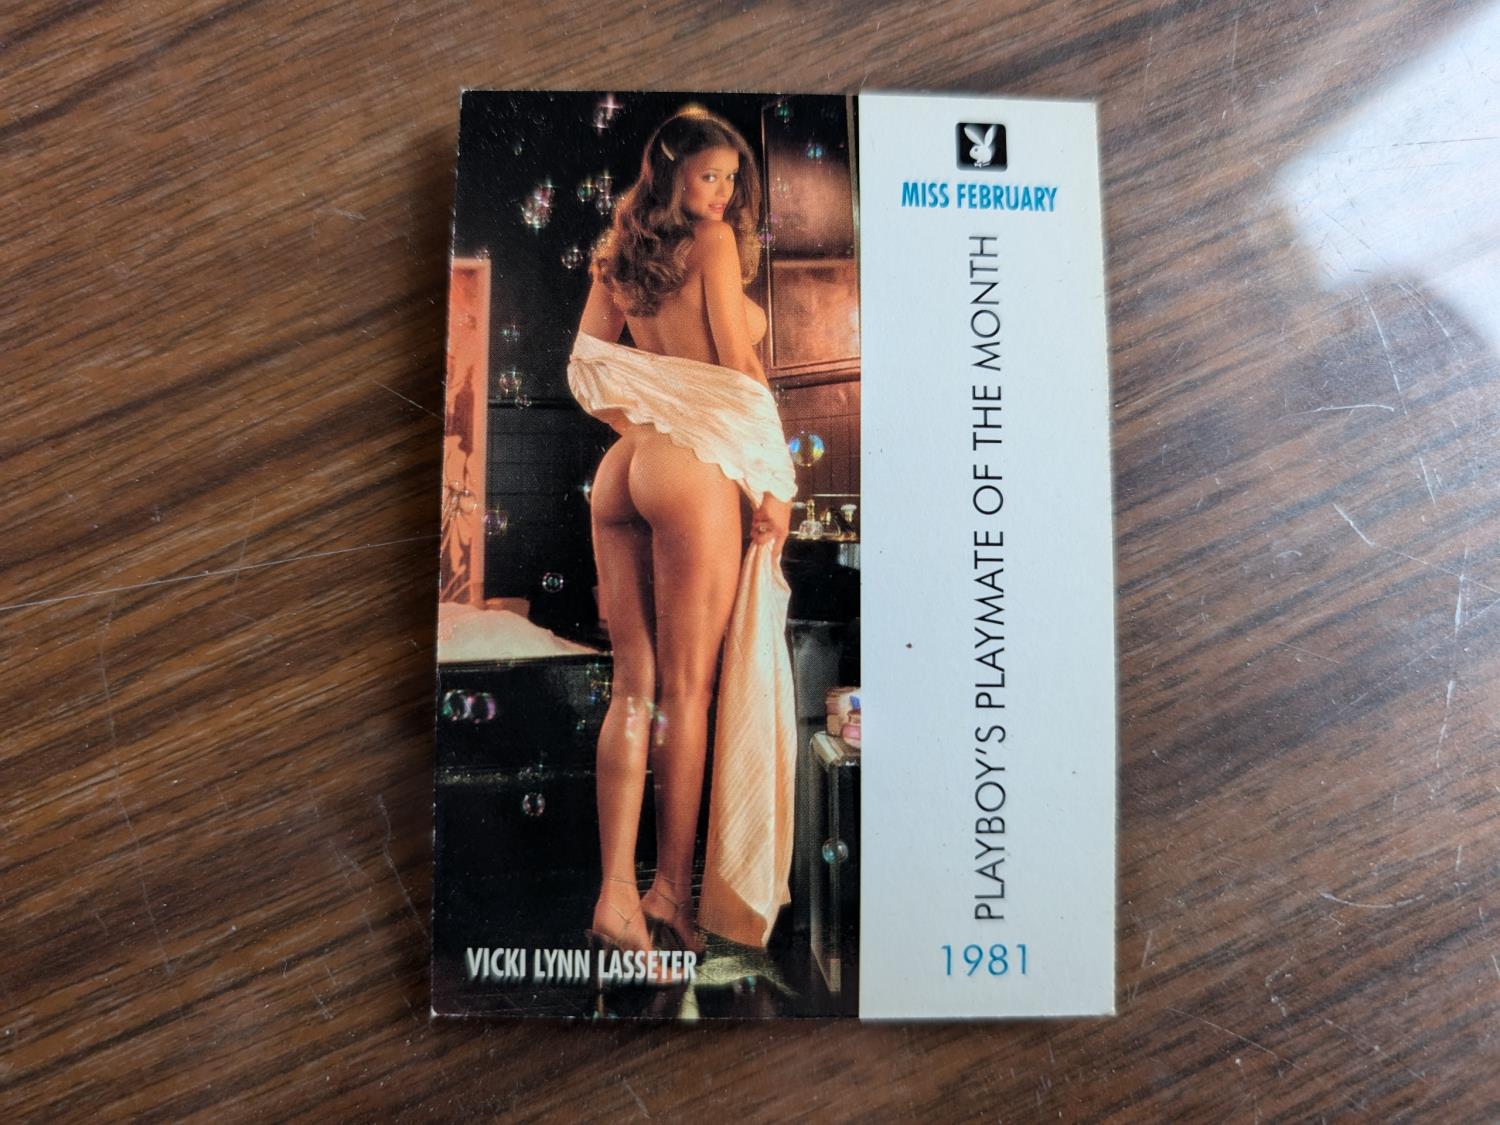 MISS FEBRUARY
PLAYBOY'S PLAYMATE OF THE MONTH
1981
VICKI LYNN LASSETER